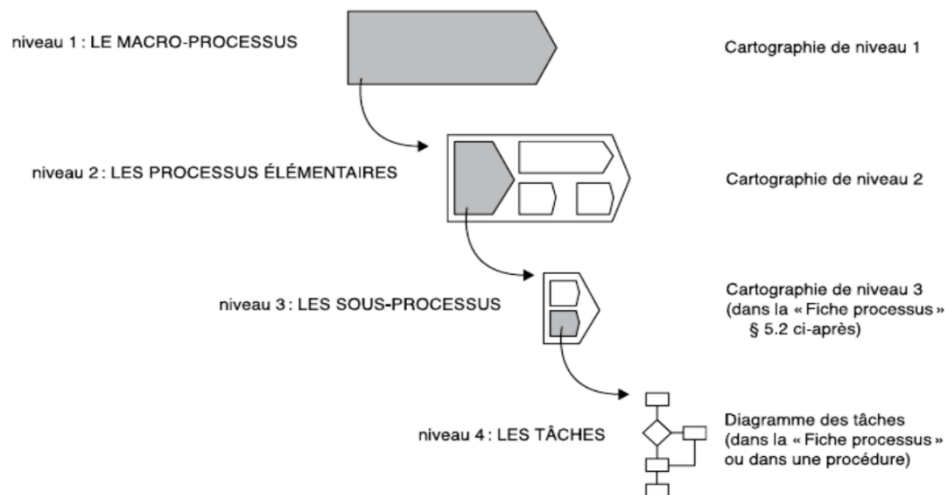 niveau 1 : LE MACRO-PROCESSUS
Cartographie de niveau 1
niveau 2 : LES PROCESSUS ÉLÉMENTAIRES
Cartographie de niveau 2
niveau 3 : LES SOUS-PROCESSUS
Cartographie de niveau 3
(dans la « Fiche processus »
§ 5.2 ci-après)
niveau 4 : LES TÂCHES
Diagramme des tâches
(dans la « Fiche processus »
ou dans une procédure)